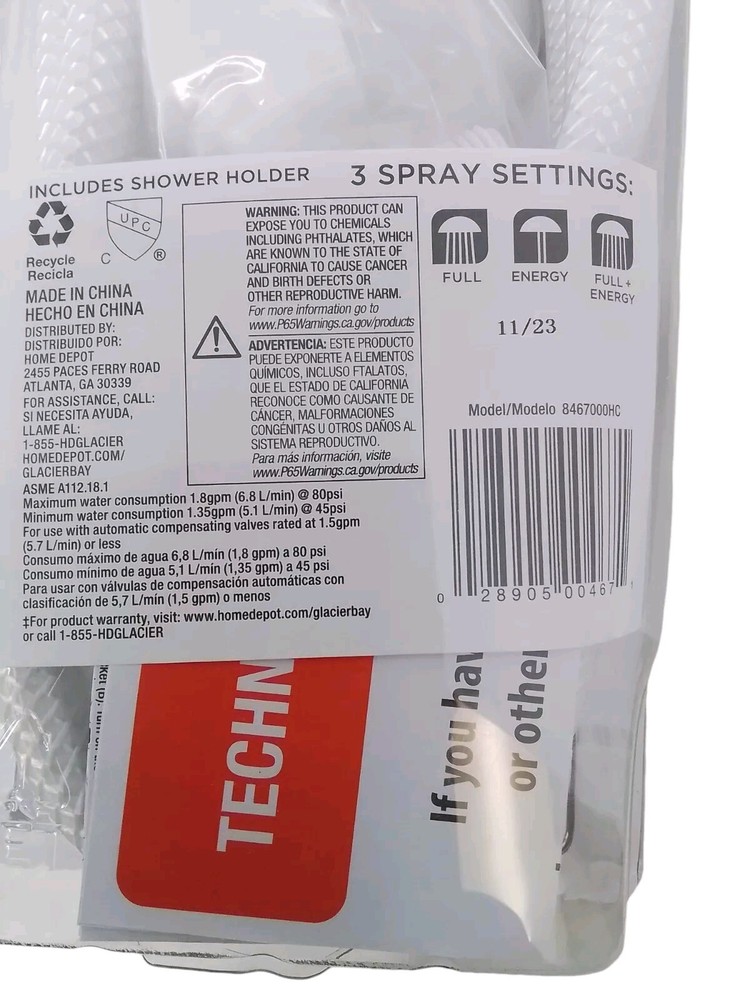 INCLUDES SHOWER HOLDER
3 SPRAY SETTINGS:
Recycle
Recicla
C UPC ®
MADE IN CHINA
HECHO EN CHINA
DISTRIBUTED BY:
DISTRIBUIDO POR:
HOME DEPOT
2455 PACES FERRY ROAD
ATLANTA, GA 30339
FOR ASSISTANCE, CALL:
SI NECESITA AYUDA,
LLAME AL:
1-855-HDGLACIER
HOMEDEPOT.COM/
GLACIERBAY
WARNING: THIS PRODUCT CAN
EXPOSE YOU TO CHEMICALS
INCLUDING PHTHALATES, WHICH
ARE KNOWN TO THE STATE OF
CALIFORNIA TO CAUSE CANCER
AND BIRTH DEFECTS OR
OTHER REPRODUCTIVE HARM.
For more information go to
www.P65Warnings.ca.gov/products
ADVERTENCIA: ESTE PRODUCTO
PUEDE EXPONERTE A ELEMENTOS
QUÍMICOS, INCLUSO FTALATOS,
QUE EL ESTADO DE CALIFORNIA
RECONOCE COMO CAUSANTE DE
CÁNCER, MALFORMACIONES
CONGÉNITAS U OTROS DAÑOS AL
SISTEMA REPRODUCTIVO.
Para más información, visite
www.P65Warnings.ca.gov/products
FULL
ENERGY
FULL +
ENERGY
11/23
Model/Modelo 8467000HC
0 28905 00467 1
ASME A112.18.1
Maximum water consumption 1.8gpm (6.8 L/min) @ 80psi
Minimum water consumption 1.35gpm (5.1 L/min) @ 45psi
For use with automatic compensating valves rated at 1.5gpm
(5.7 L/min) or less
Consumo máximo de agua 6,8 L/mín (1,8 gpm) a 80 psi
Consumo mínimo de agua 5,1 L/mín (1,35 gpm) a 45 psi
Para usar con válvulas de compensación automáticas con
clasificación de 5,7 L/mín (1,5 gpm) o menos
‡For product warranty, visit: www.homedepot.com/glacierbay
or call 1-855-HDGLACIER
TECHN
If you hav
or other